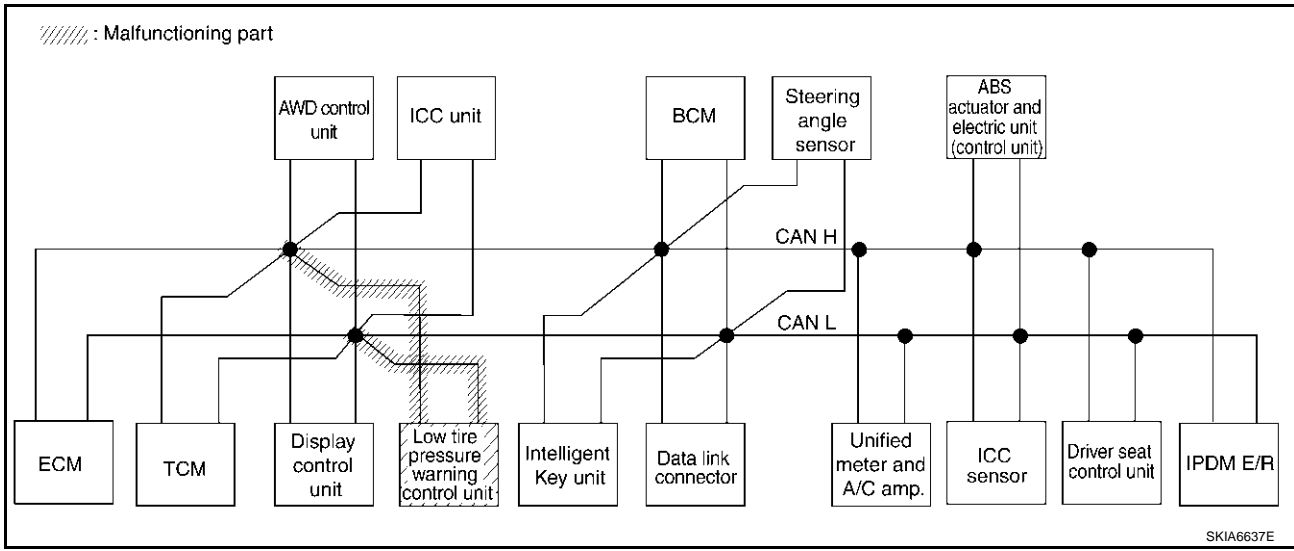 : Malfunctioning part
AWD control
unit
ICC unit
BCM
Steering
angle
sensor
ABS
actuator and
electric unit
(control unit)
CAN H
CAN L
ECM
TCM
Display
control
unit
Low tire
pressure
warning
control unit
Intelligent
Key unit
Data link
connector
Unified
meter and
A/C amp.
ICC
sensor
Driver seat
control unit
IPDM E/R
SKIA6637E